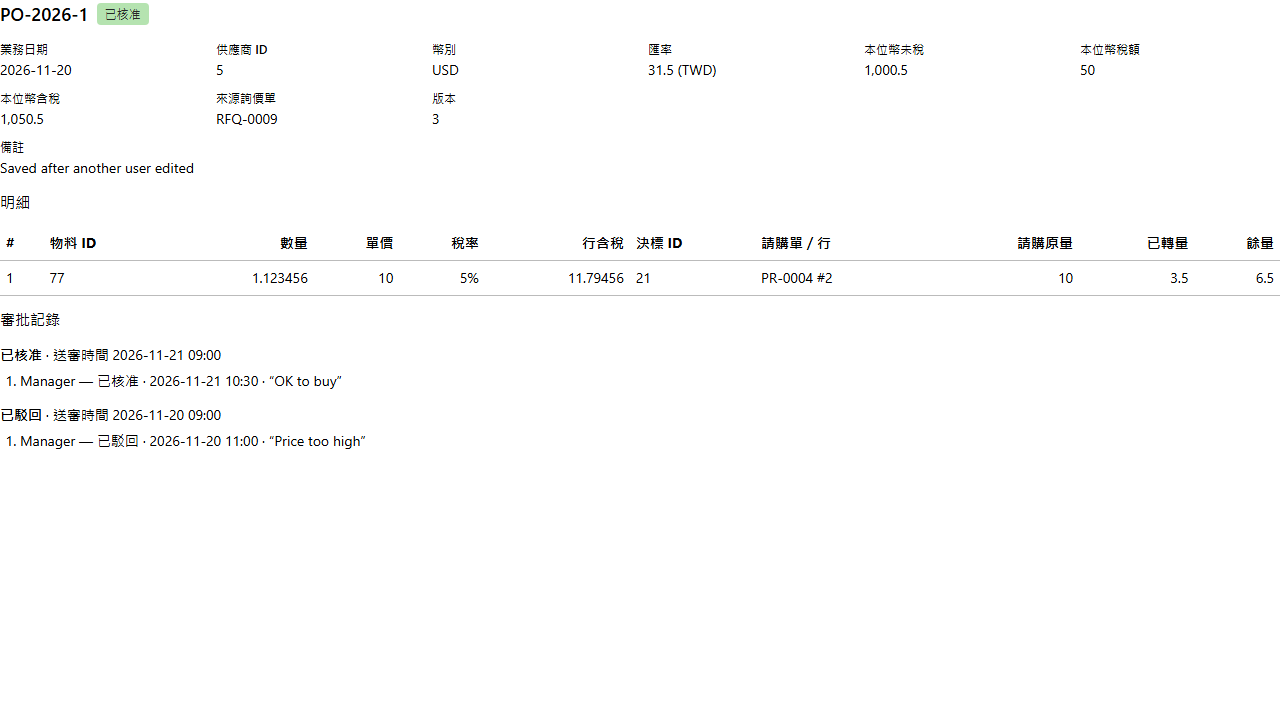 PO-2026-1 已核准
業務日期 供應商 ID 幣別 匯率 本位幣未稅 本位幣稅額
2026-11-20 5 USD 31.5 (TWD) 1,000.5 50
本位幣含稅 來源詢價單 版本
1,050.5 RFQ-0009 3
備註
Saved after another user edited
明細
# 物料 ID 數量 單價 稅率 行含稅 決標 ID 請購單 / 行 請購原量 已轉量 餘量
1 77 1.123456 10 5% 11.79456 21 PR-0004 #2 10 3.5 6.5
審批記錄
已核准 · 送審時間 2026-11-21 09:00
1. Manager — 已核准 · 2026-11-21 10:30 · “OK to buy”
已駁回 · 送審時間 2026-11-20 09:00
1. Manager — 已駁回 · 2026-11-20 11:00 · “Price too high”